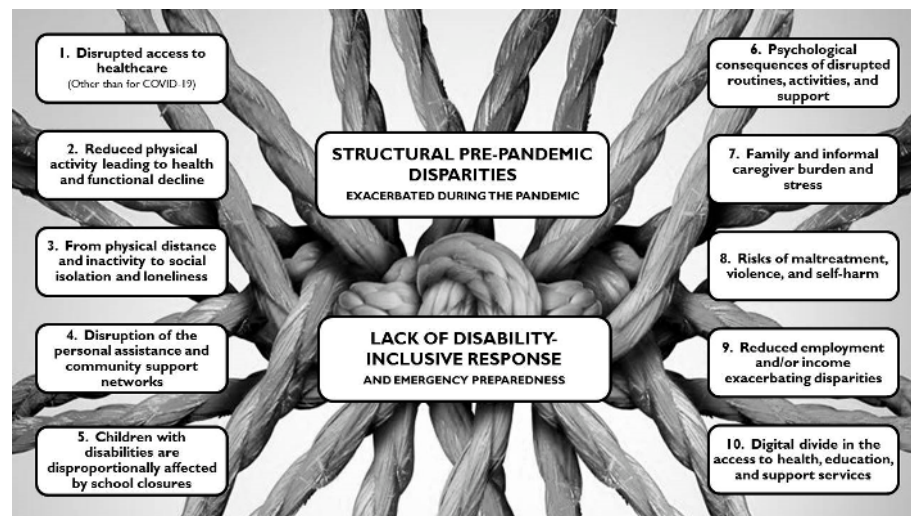 1. Disrupted access to
healthcare
(Other than for COVID-19)
2. Reduced physical
activity leading to health
and functional decline
3. From physical distance
and inactivity to social
isolation and loneliness
4. Disruption of the
personal assistance and
community support
networks
5. Children with
disabilities are
disproportionally affected
by school closures
STRUCTURAL PRE-PANDEMIC
DISPARITIES
EXACERBATED DURING THE PANDEMIC
LACK OF DISABILITY-
INCLUSIVE RESPONSE
AND EMERGENCY PREPAREDNESS
6. Psychological
consequences of disrupted
routines, activities, and
support
7. Family and informal
caregiver burden and
stress
8. Risks of maltreatment,
violence, and self-harm
9. Reduced employment
and/or income
exacerbating disparities
10. Digital divide in the
access to health, education,
and support services